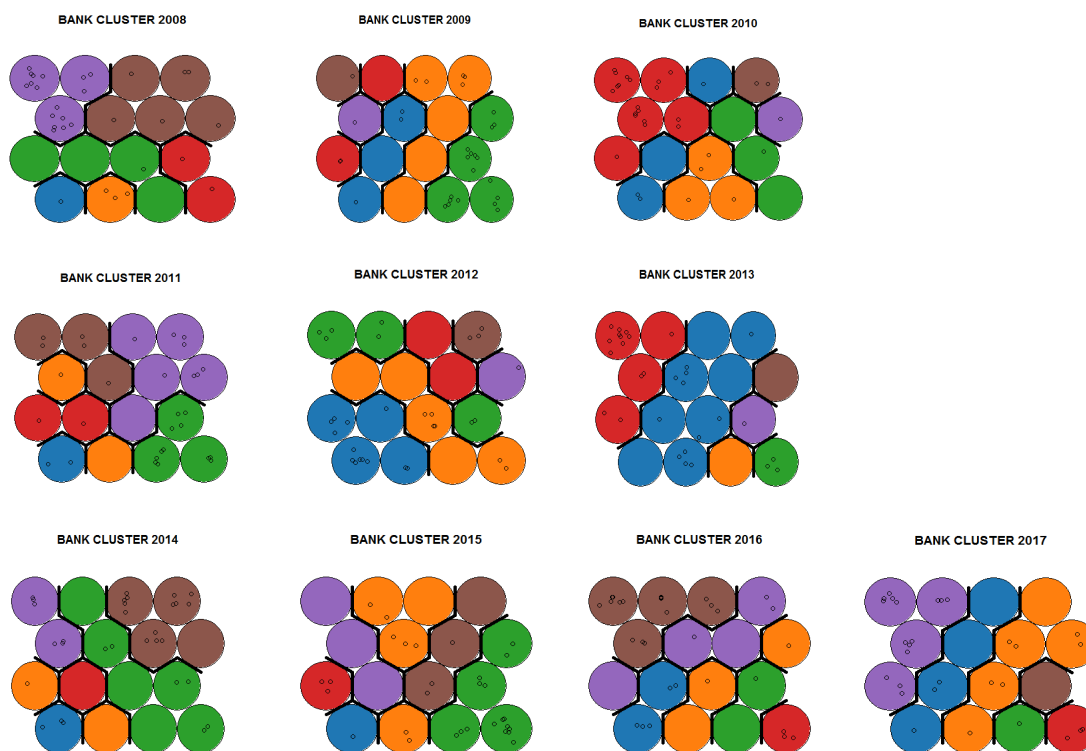 BANK CLUSTER 2008
BANK CLUSTER 2009
BANK CLUSTER 2010
BANK CLUSTER 2011
BANK CLUSTER 2012
BANK CLUSTER 2013
BANK CLUSTER 2014
BANK CLUSTER 2015
BANK CLUSTER 2016
BANK CLUSTER 2017